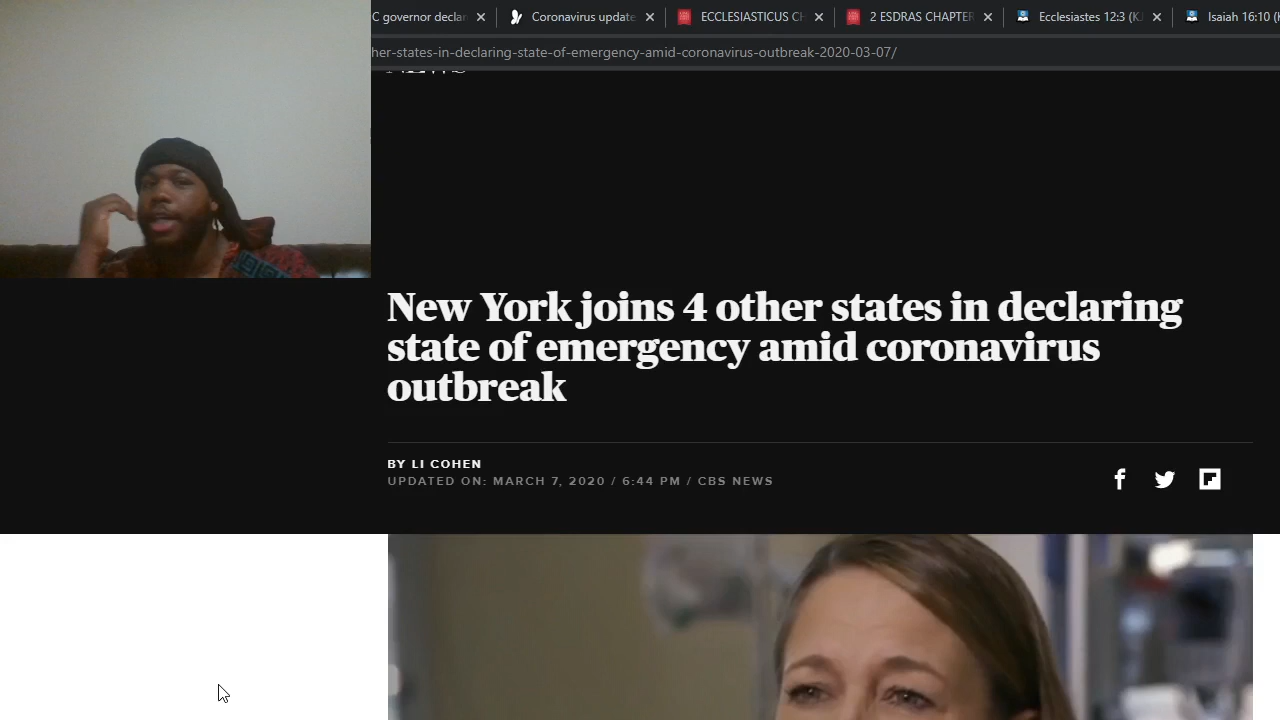 C governor declar
Coronavirus update
ECCLESIASTICUS CH
2 ESDRAS CHAPTER
Ecclesiastes 12:3 (K
Isaiah 16:10 (
her-states-in-declaring-state-of-emergency-amid-coronavirus-outbreak-2020-03-07/
NEWS
New York joins 4 other states in declaring
state of emergency amid coronavirus
outbreak
BY LI COHEN
UPDATED ON: MARCH 7, 2020 / 6:44 PM / CBS NEWS